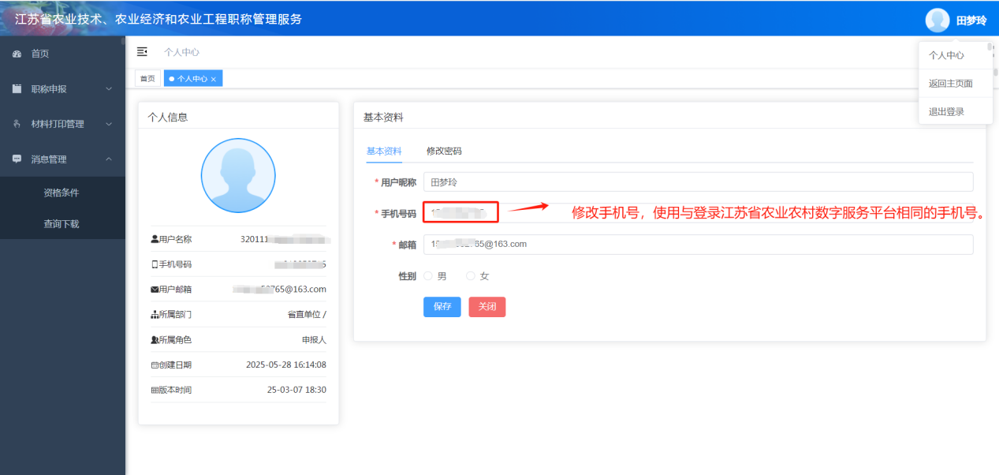 江苏省农业技术、农业经济和农业工程职称管理服务
田梦玲
首页
职称申报
材料打印管理
消息管理
资格条件
查询下载
个人中心
首页
个人中心 ×
个人中心
返回主页面
退出登录
个人信息
用户名称 320111
手机号码 5
用户邮箱 765@163.com
所属部门 省直单位 /
所属角色 申报人
创建日期 2025-05-28 16:14:08
版本时间 25-03-07 18:30
基本资料
基本资料 修改密码
* 用户昵称 田梦玲
* 手机号码 1
修改手机号，使用与登录江苏省农业农村数字服务平台相同的手机号。
* 邮箱 1 65@163.com
性别 男 女
保存 关闭